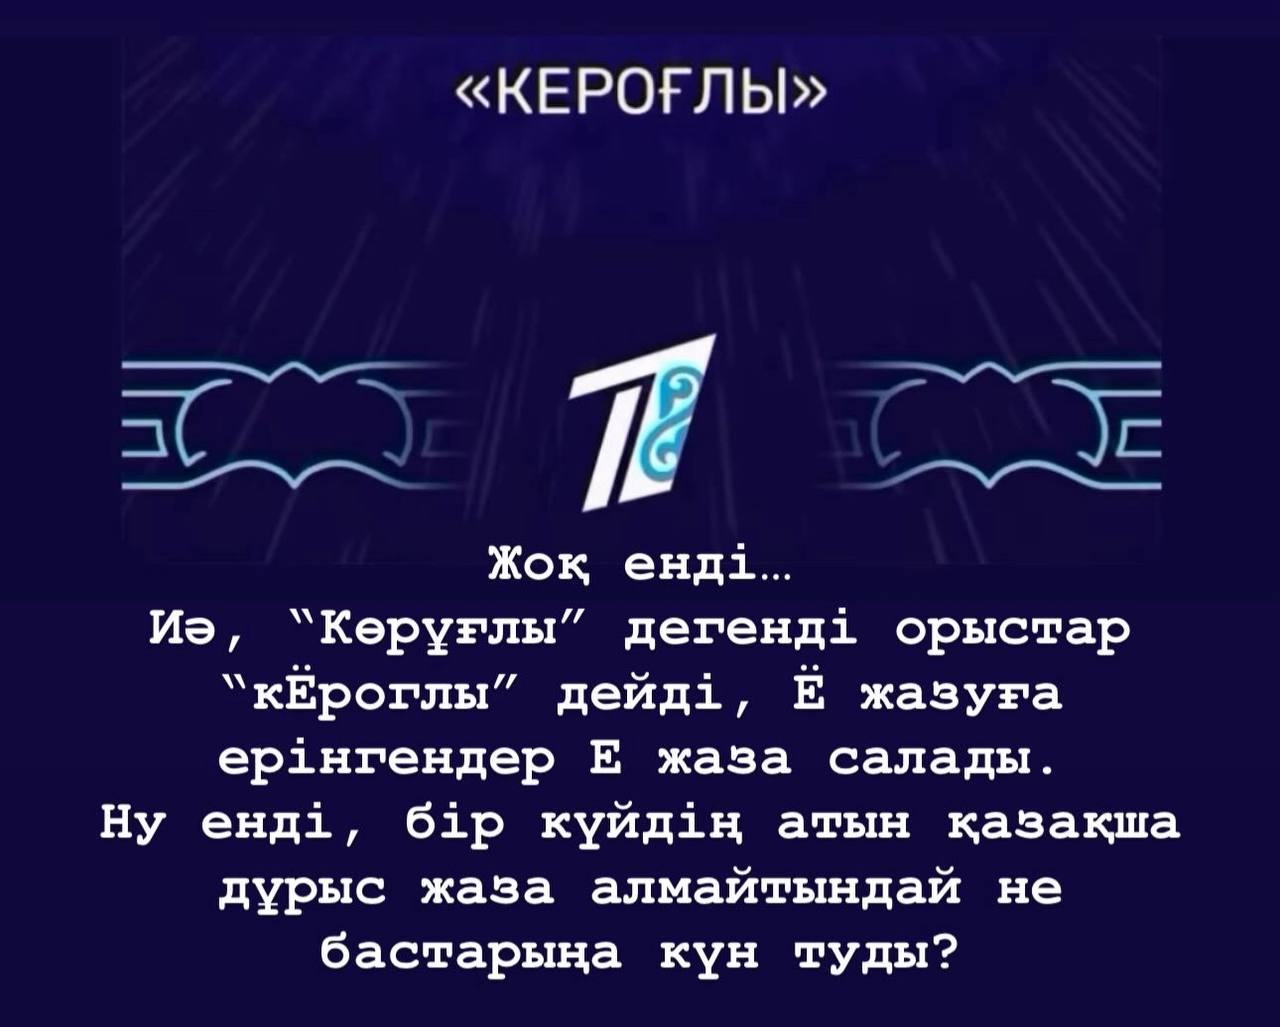 «КЕРОҒЛЫ»
Жоқ енді…
Иә, “Көрұғлы” дегенді орыстар
“кЁроглы” дейді, Ё жазуға
ерінгендер Е жаза салады.
Ну енді, бір күйдің атын қазақша
дұрыс жаза алмайтындай не
бастарыңа күн туды?